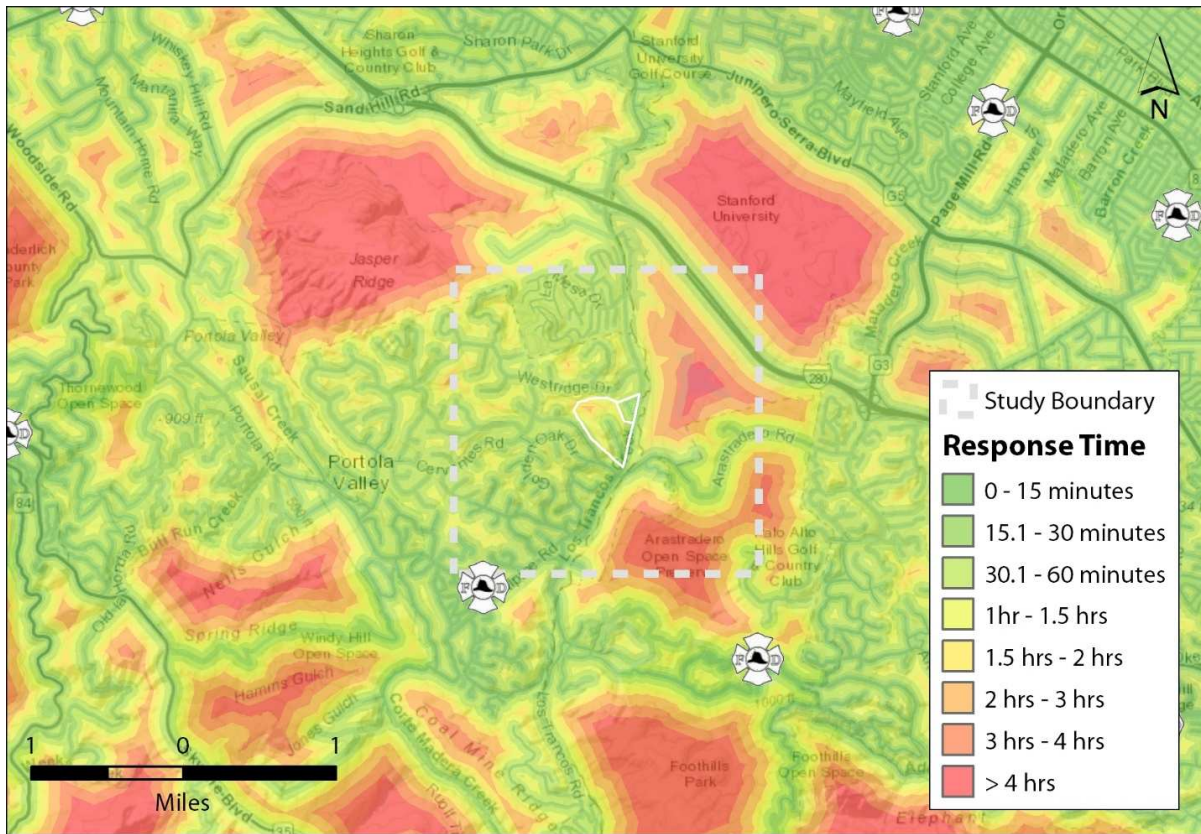 Whiskey Hill Rd
Manzanita
Way
Mountain Home Rd
Sharon
Heights Golf &
Country Club
Sharon Park Dr
Stanford
University
Golf Course
Junipero Serra Blvd
Stanford Ave
College Ave
Mayfield Ave
N
Sand Hill Rd
Woodside Rd
Page Mill Rd
Hanover St
Matadero Ave
Barron Ave
Barron Creek
F D
G5
Stanford
University
Jasper
Ridge
Matadero Creek
Portola Valley
G3
280
Thornewood
Open Space
909 ft
Sausal Creek
Portola Rd
Westridge Dr
Portola
Valley
Cervantes Rd
Golden Oak Dr
Los Trancos
Arastradero Rd
84
Bull Run Creek
Neils Gulch
Old La Honda Rd
Arastradero
Open Space
Preserve
Hills Golf
Country
Club
Spring Ridge
Windy Hill
Open Space
Hamms Gulch
Jones Gulch
Corte Madera Creek
Coal Mine
Ridge
Los Trancos Rd
Foothills
Park
Foothills
Open Space
Elephant
35
Study Boundary
Response Time
0 - 15 minutes
15.1 - 30 minutes
30.1 - 60 minutes
1hr - 1.5 hrs
1.5 hrs - 2 hrs
2 hrs - 3 hrs
3 hrs - 4 hrs
> 4 hrs
1 0 1
Miles